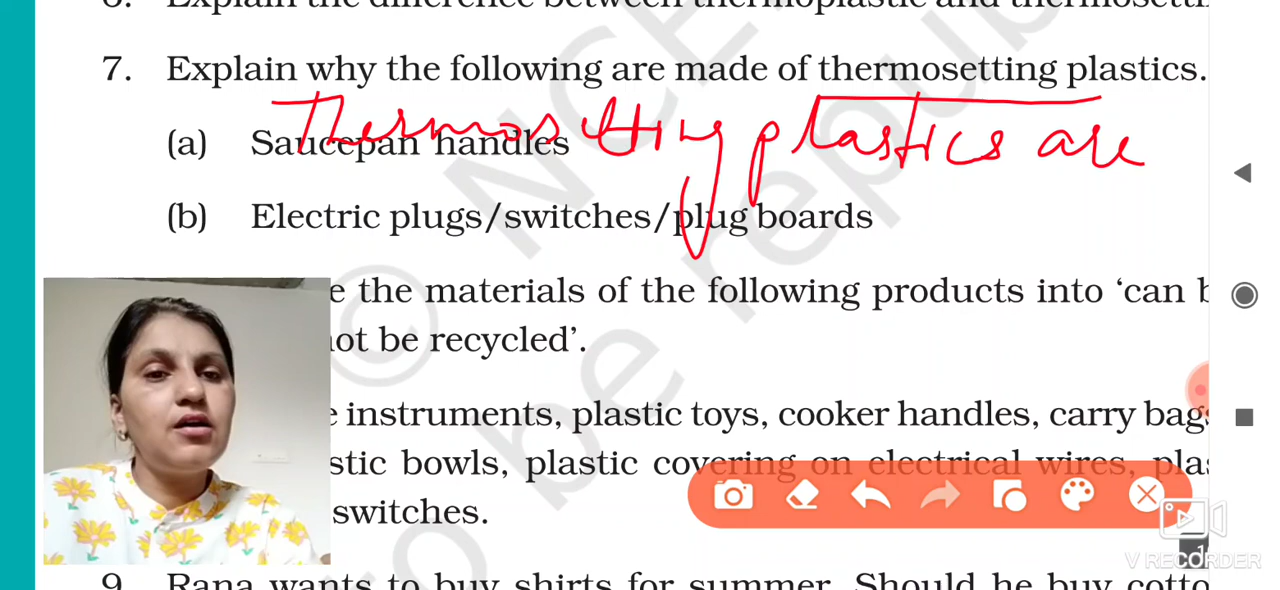 7. Explain why the following are made of thermosetting plastics.
Thermosetting plastics are
(a) Saucepan handles
(b) Electric plugs/switches/plug boards
e the materials of the following products into ‘can b
not be recycled’.
e instruments, plastic toys, cooker handles, carry bags
stic bowls, plastic covering on electrical wires, plas
switches.
9. Rana wants to buy shirts for summer. Should he buy cotto
V RECORDER